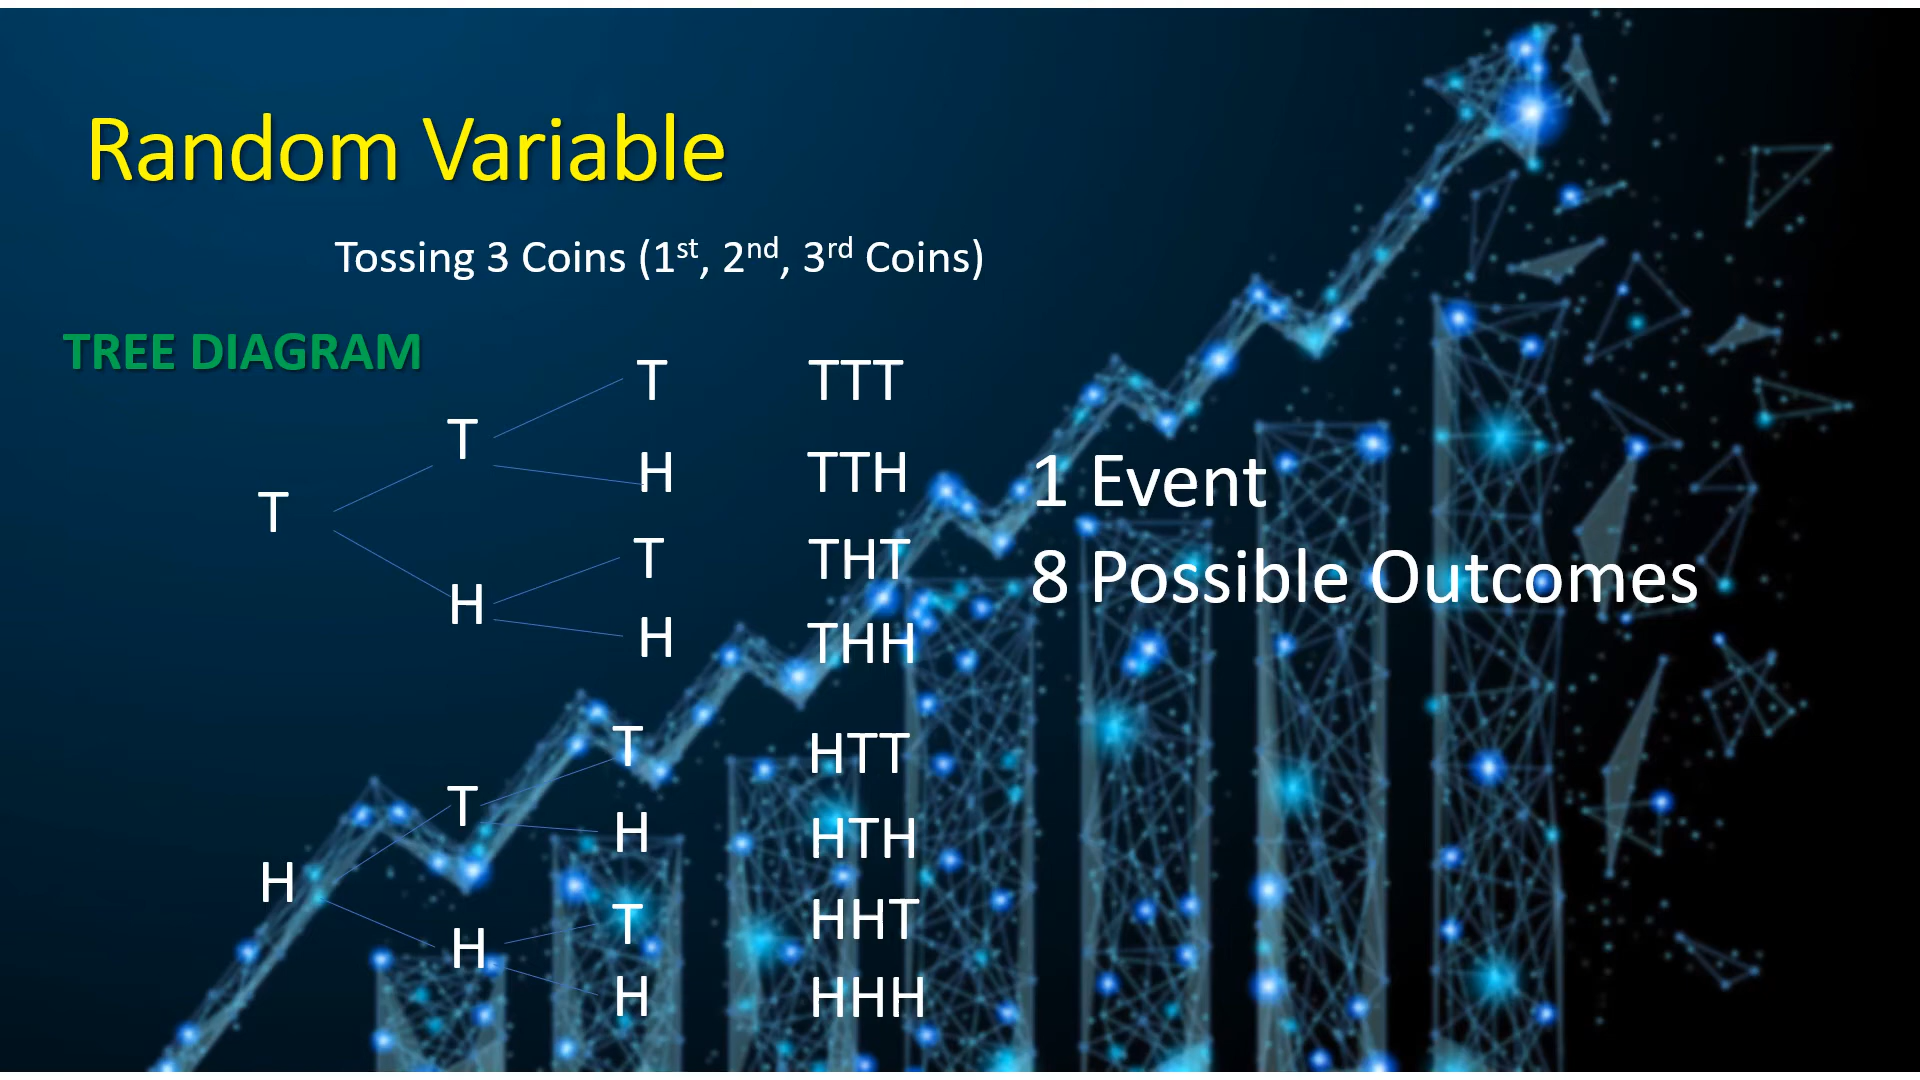 Random Variable
Tossing 3 Coins (1st, 2nd, 3rd Coins)
TREE DIAGRAM
T
T
T
TTT
H
TTH
H
T
THT
H
THH
H
T
T
HTT
H
HTH
H
T
HHT
H
HHH
1 Event
8 Possible Outcomes